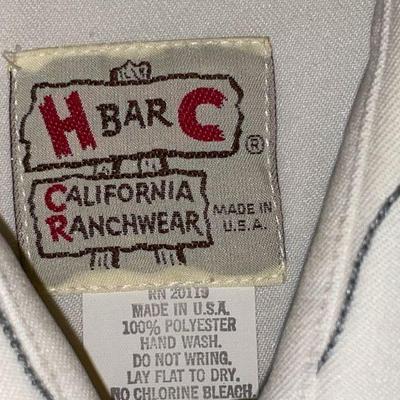 H BAR C ®
CALIFORNIA
RANCHWEAR
MADE IN
U.S.A.
RN 20119
MADE IN U.S.A.
100% POLYESTER
HAND WASH.
DO NOT WRING.
LAY FLAT TO DRY.
NO CHLORINE BLEACH.